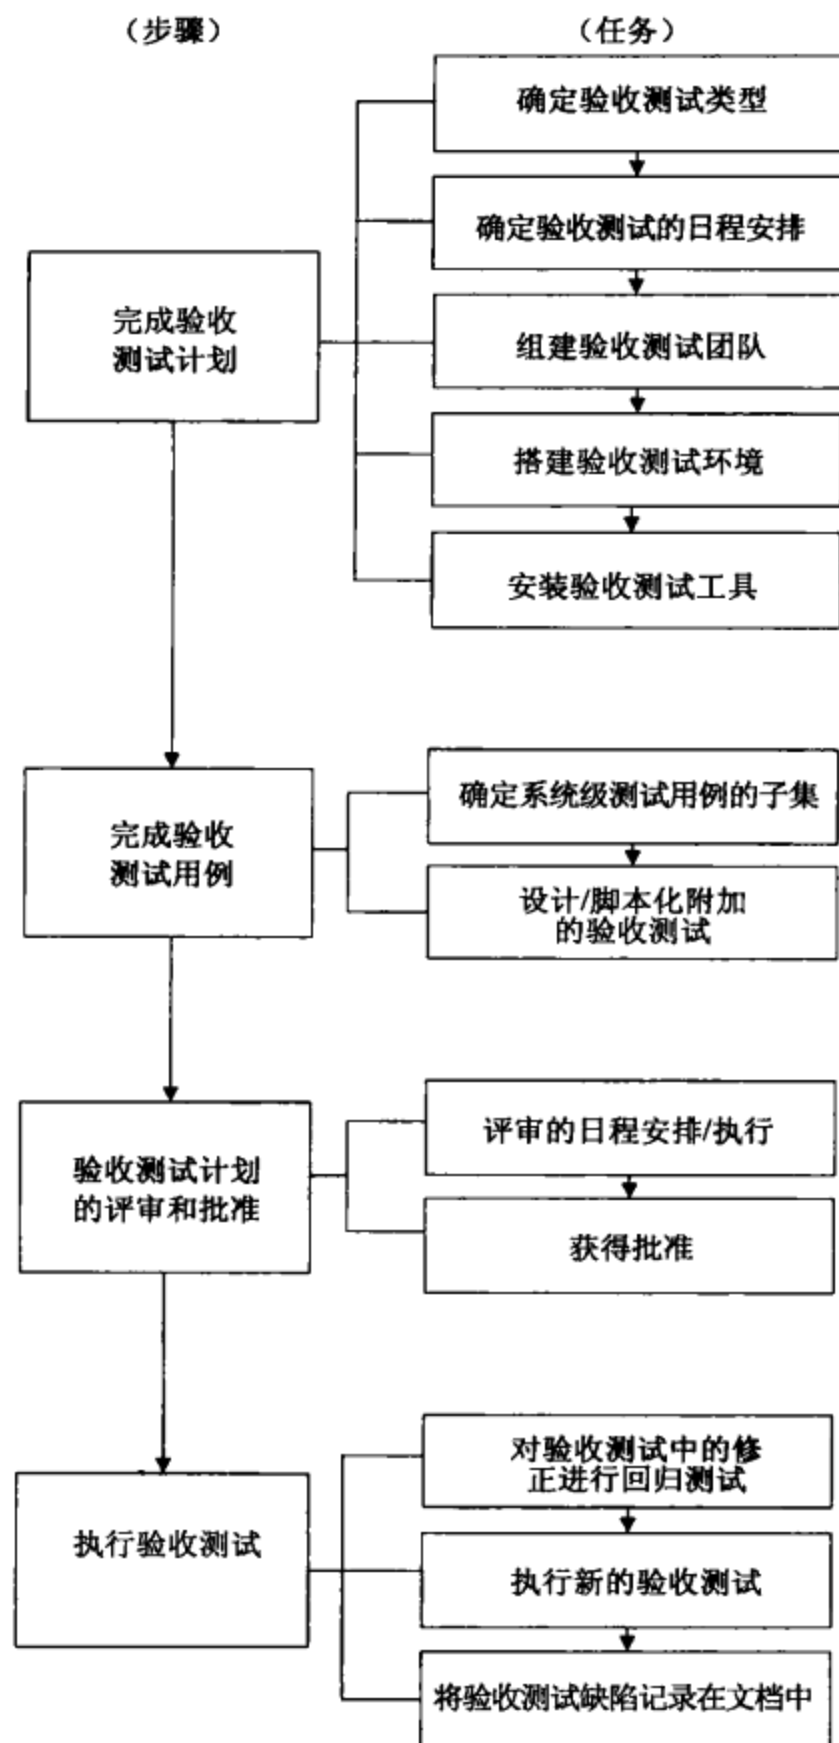 （步骤）
（任务）
完成验收
测试计划
确定验收测试类型
确定验收测试的日程安排
组建验收测试团队
搭建验收测试环境
安装验收测试工具
完成验收
测试用例
确定系统级测试用例的子集
设计/脚本化附加
的验收测试
验收测试计划
的评审和批准
评审的日程安排/执行
获得批准
执行验收测试
对验收测试中的修
正进行回归测试
执行新的验收测试
将验收测试缺陷记录在文档中